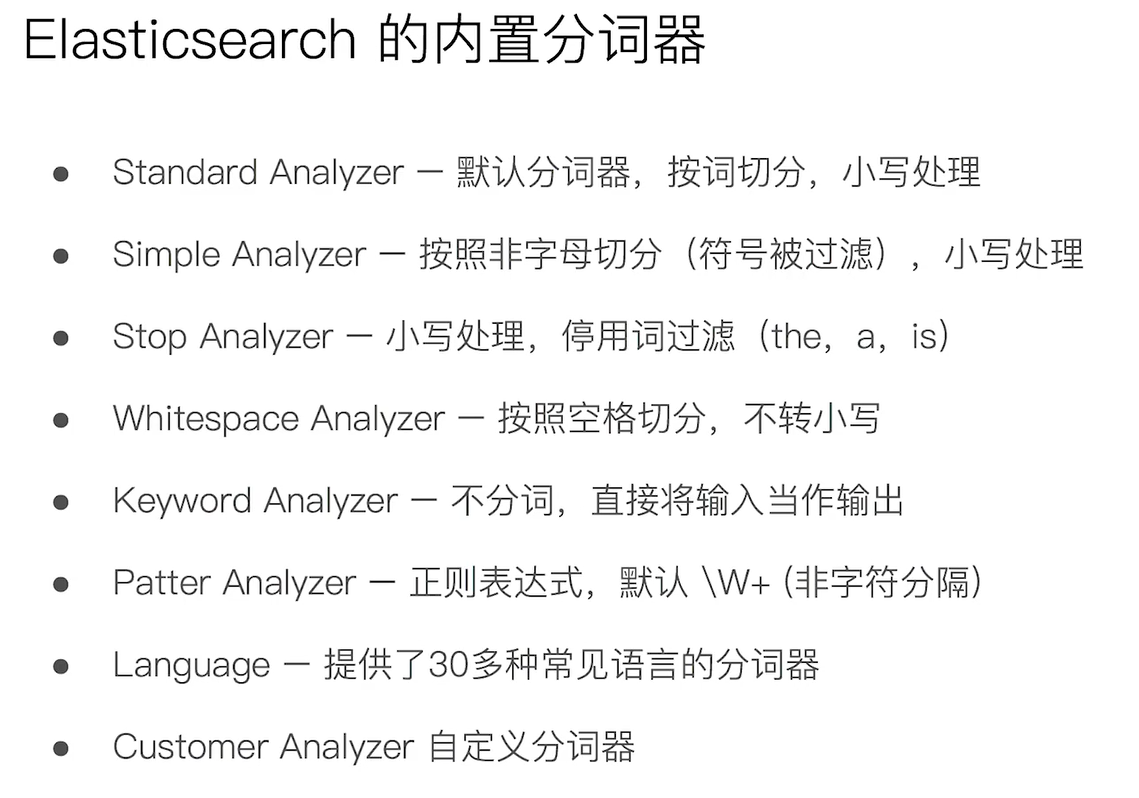 Elasticsearch 的内置分词器
● Standard Analyzer — 默认分词器，按词切分，小写处理
● Simple Analyzer — 按照非字母切分（符号被过滤），小写处理
● Stop Analyzer — 小写处理，停用词过滤（the，a，is）
● Whitespace Analyzer — 按照空格切分，不转小写
● Keyword Analyzer — 不分词，直接将输入当作输出
● Patter Analyzer — 正则表达式，默认 \W+ (非字符分隔)
● Language — 提供了30多种常见语言的分词器
● Customer Analyzer 自定义分词器